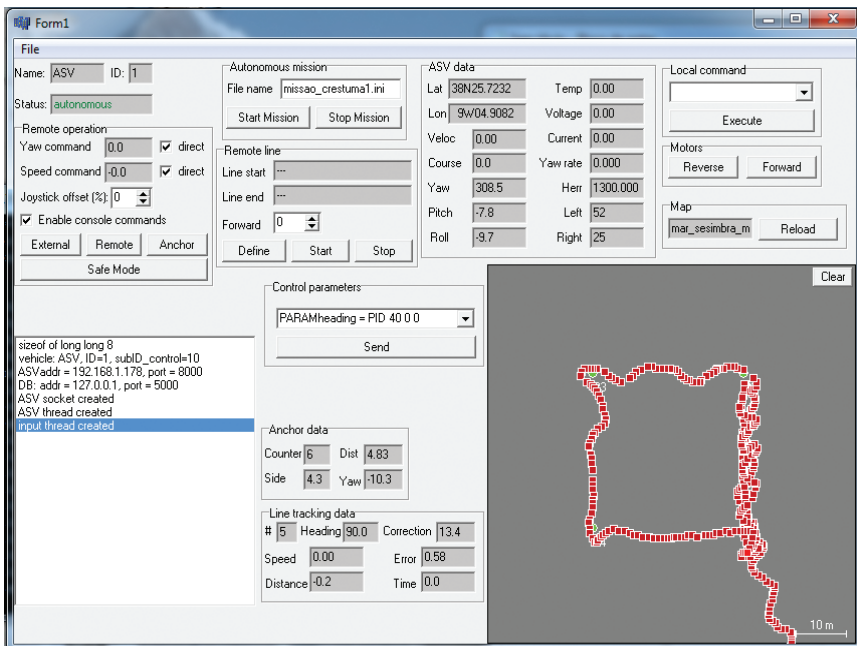 Form1
File
Name: ASV ID: 1
Status: autonomous
Remote operation
Yaw command 0.0 direct
Speed command -0.0 direct
Joystick offset (%): 0
Enable console commands
External Remote Anchor
Safe Mode
Autonomous mission
File name missao_crestuma1.ini
Start Mission Stop Mission
Remote line
Line start ---
Line end ---
Forward 0
Define Start Stop
ASV data
Lat 38N25.7232 Temp 0.00
Lon 9W04.9082 Voltage 0.00
Veloc 0.00 Current 0.00
Course 0.0 Yaw rate 0.000
Yaw 308.5 Herr 1300.000
Pitch -7.8 Left 52
Roll -9.7 Right 25
Local command
Execute
Motors
Reverse Forward
Map
mar_sesimbra_m Reload
Control parameters
PARAMheading = PID 40 0 0
Send
sizeof of long long 8
vehicle: ASV, ID=1, subID_control=10
ASVaddr = 192.168.1.178, port = 8000
DB: addr = 127.0.0.1, port = 5000
ASV socket created
ASV thread created
input thread created
Anchor data
Counter 6 Dist 4.83
Side 4.3 Yaw -10.3
Line tracking data
# 5 Heading 90.0 Correction 13.4
Speed 0.00 Error 0.58
Distance -0.2 Time 0.0
Clear
10 m